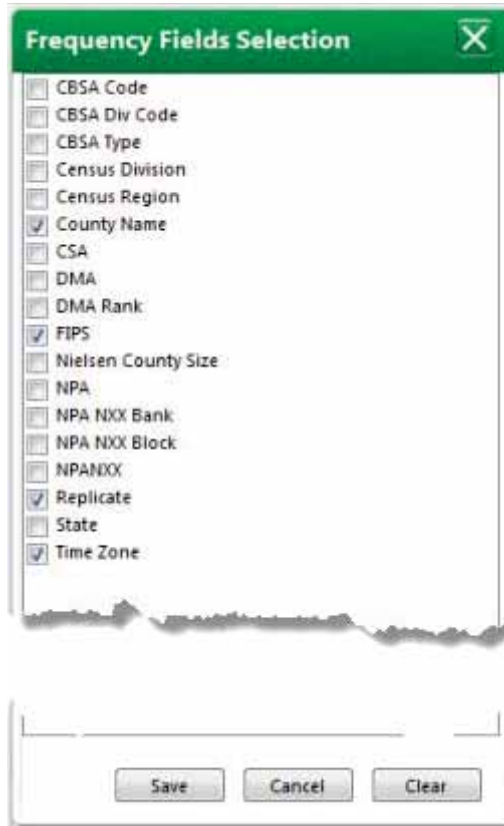 Frequency Fields Selection
CBSA Code
CBSA Div Code
CBSA Type
Census Division
Census Region
County Name
CSA
DMA
DMA Rank
FIPS
Nielsen County Size
NPA
NPA NXX Bank
NPA NXX Block
NPANXX
Replicate
State
Time Zone
Save Cancel Clear